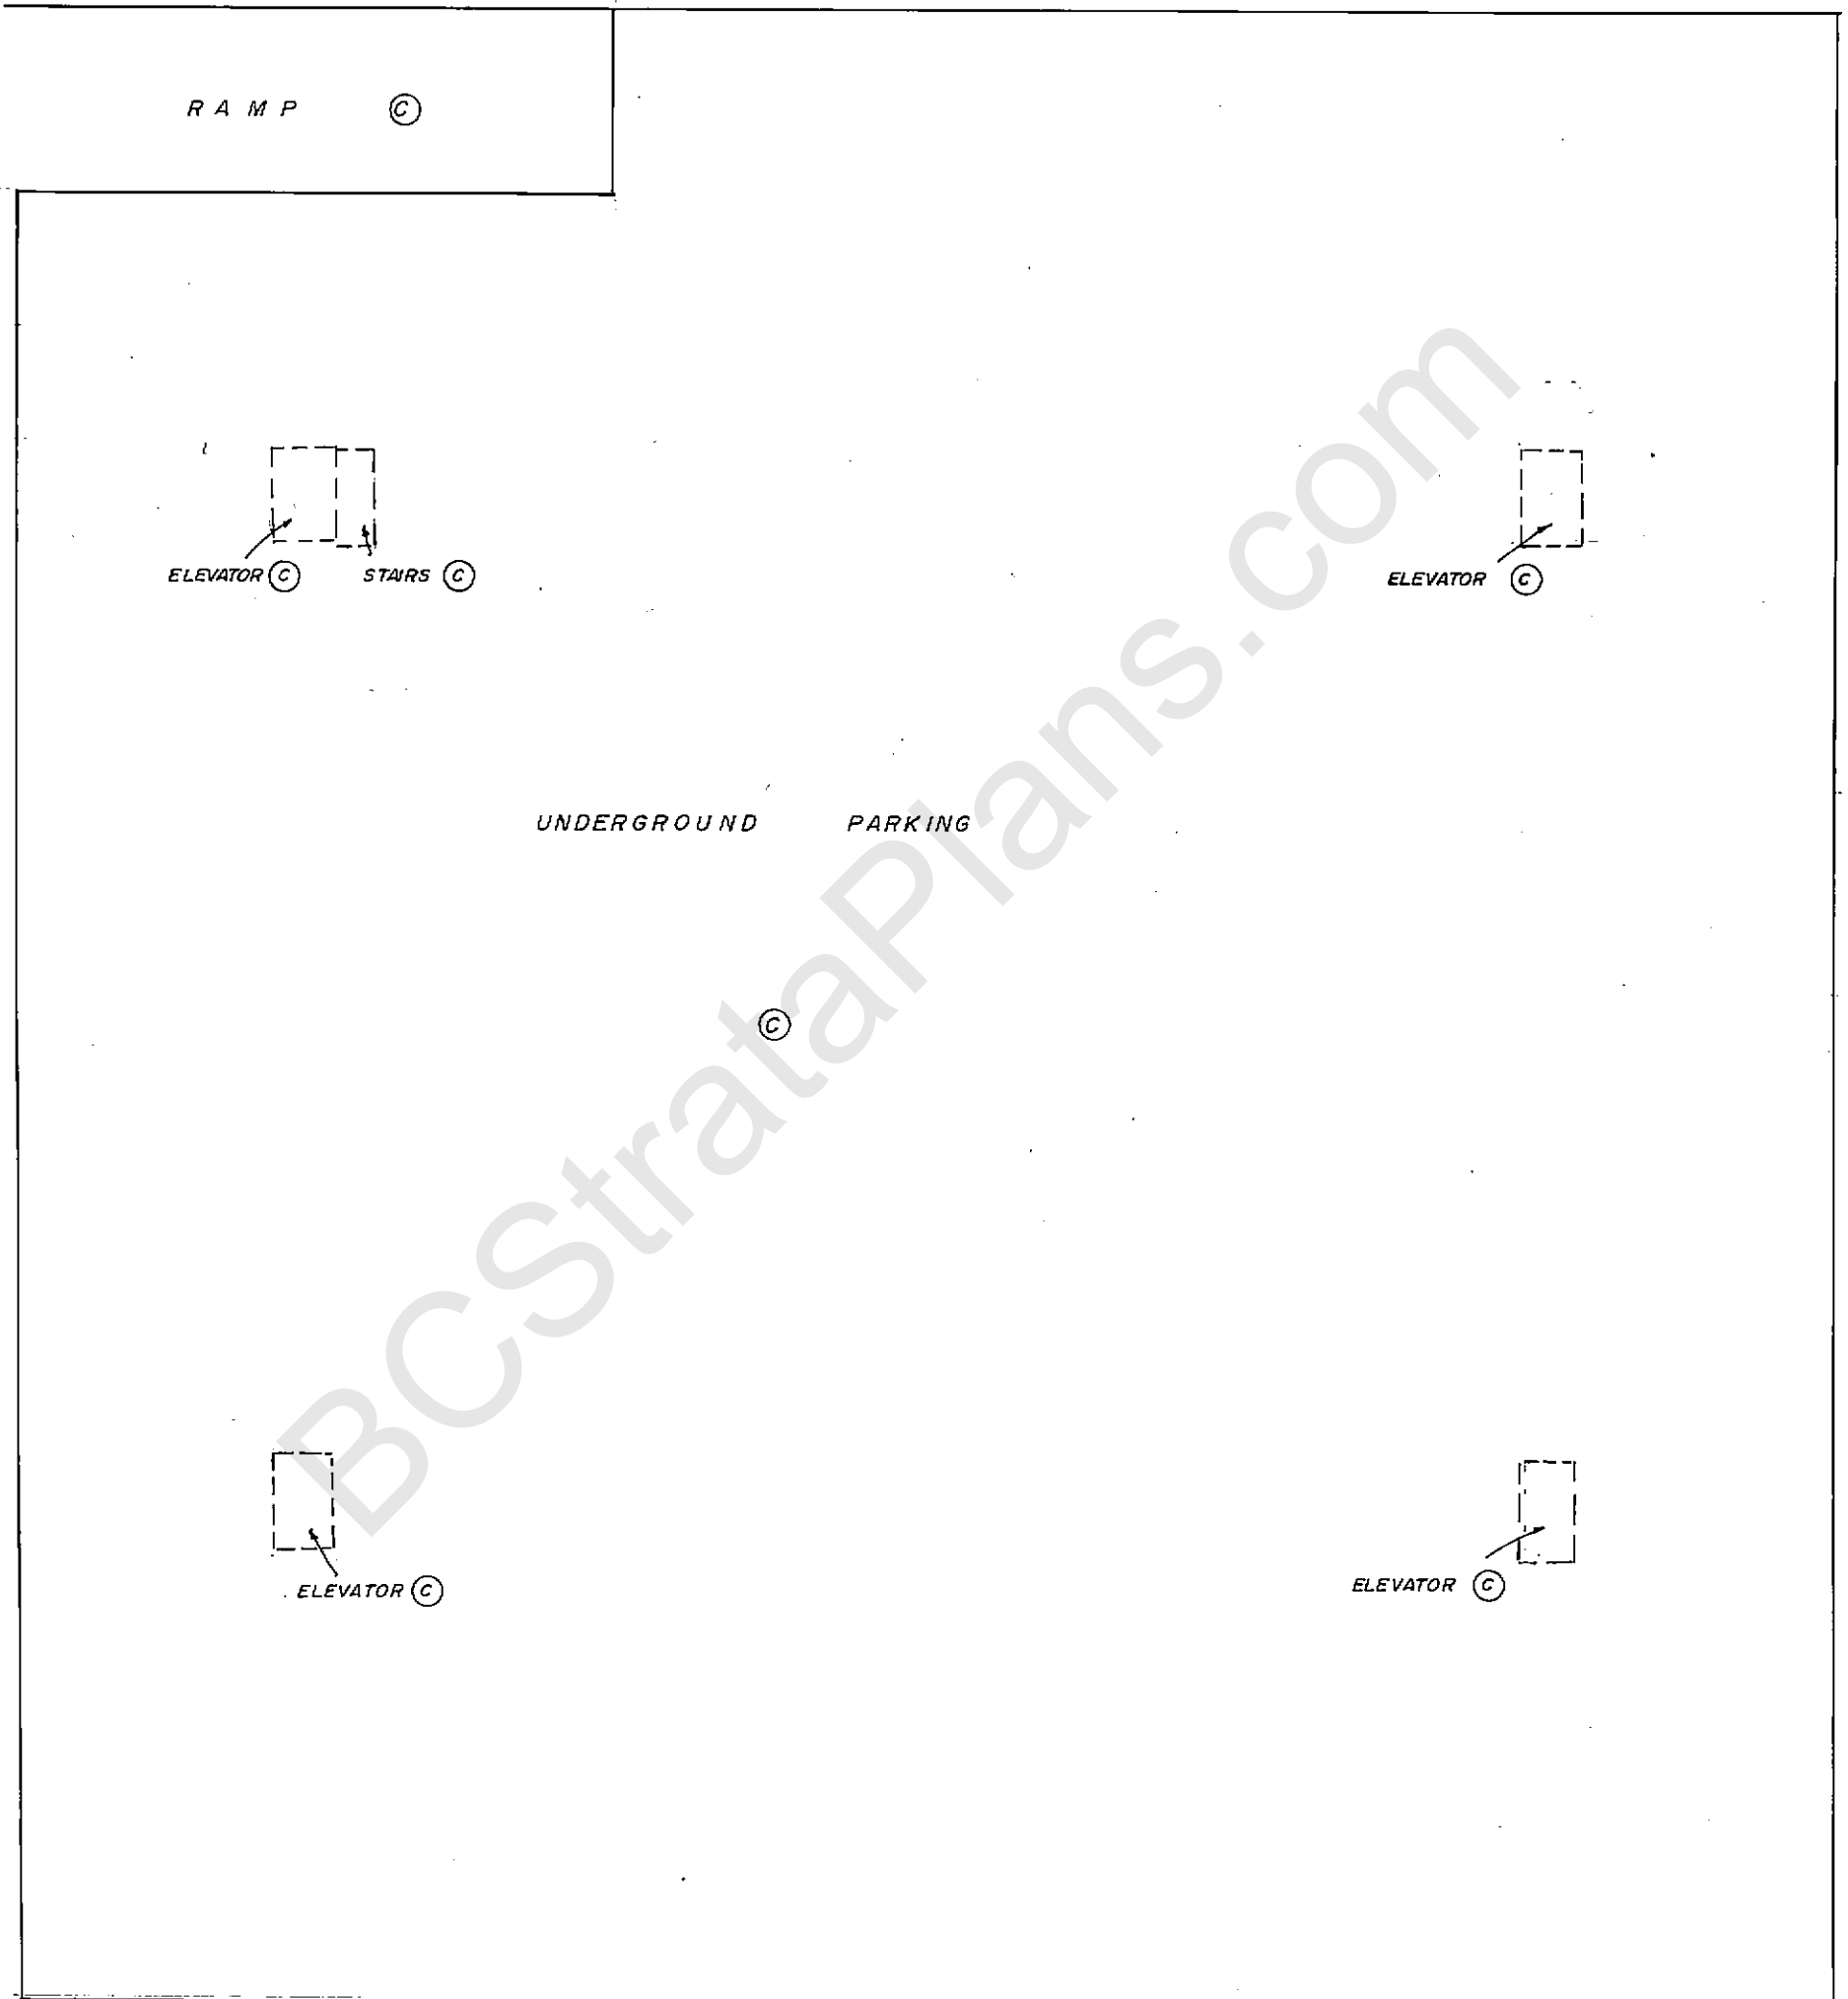 RAMP Ⓒ
ELEVATOR Ⓒ STAIRS Ⓒ
ELEVATOR Ⓒ
UNDERGROUND PARKING
Ⓒ
ELEVATOR Ⓒ
ELEVATOR Ⓒ
BCStrataPlans.com